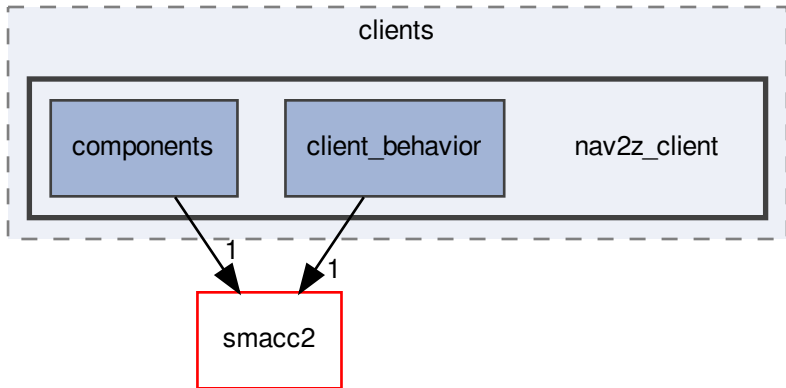 clients
components
client_behavior
nav2z_client
1
1
smacc2